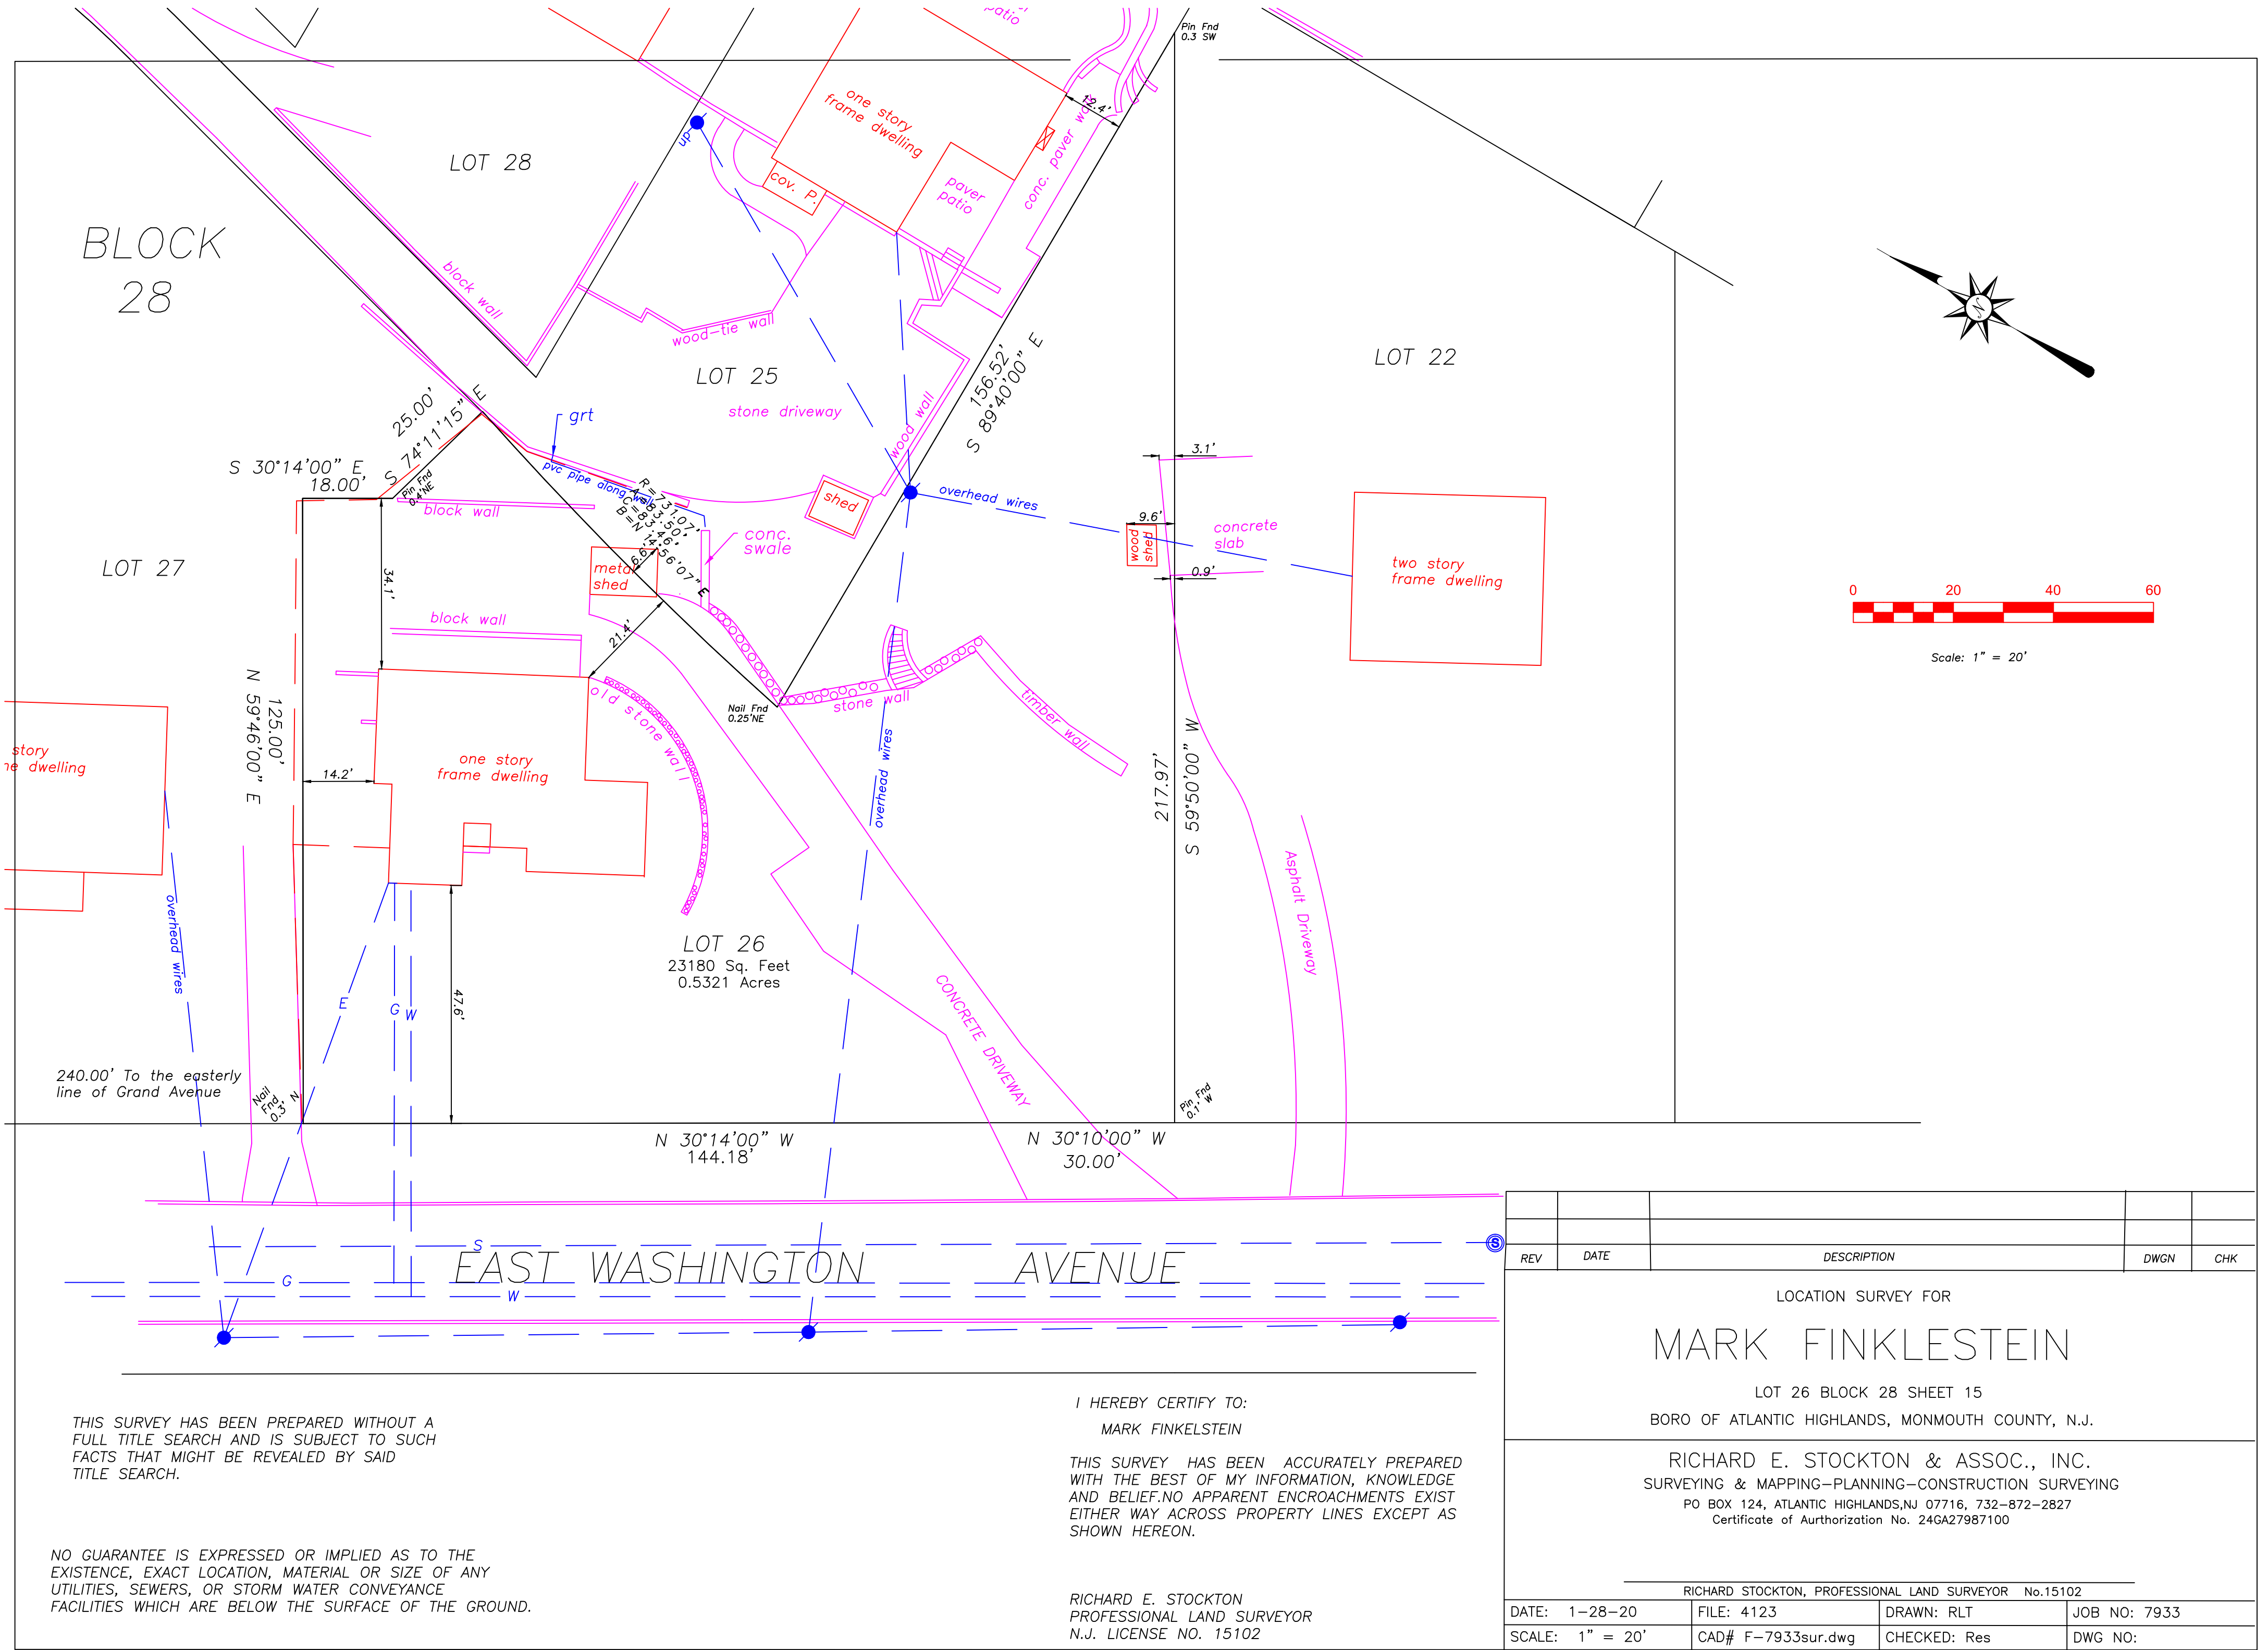 patio
Pin Fnd
0.3 SW
one story
frame dwelling
12.4'
conc. paver walk
up
LOT 28
cov. P.
paver
patio
BLOCK
28
block wall
wood-tie wall
LOT 25
LOT 22
N
156.52'
S 89°40'00" E
25.00'
S 74°11'15" E
grt
stone driveway
wood wall
S 30°14'00" E
18.00'
Pin Fnd
0.4'NE
pvc pipe along wall
R=731.07'
A=83.50'
C=83.46'
B=N 14°56'07" E
shed
overhead wires
3.1'
block wall
9.6'
concrete
slab
wood
shed
conc.
swale
6.6'
metal
shed
two story
frame dwelling
0.9'
LOT 27
34.1'
0 20 40 60
Scale: 1" = 20'
block wall
21.4'
125.00'
N 59°46'00" E
old stone wall
Nail Fnd
0.25'NE
stone wall
timber wall
story
ne dwelling
14.2'
one story
frame dwelling
overhead wires
217.97'
S 59°50'00" W
Asphalt Driveway
overhead wires
LOT 26
23180 Sq. Feet
0.5321 Acres
E
G W
47.6'
CONCRETE DRIVEWAY
240.00' To the easterly
line of Grand Avenue
Nail
Fnd
0.3' N
Pin Fnd
0.1' W
N 30°14'00" W
144.18'
N 30°10'00" W
30.00'
S
EAST WASHINGTON AVENUE
G
W
S
REV DATE DESCRIPTION DWGN CHK
LOCATION SURVEY FOR
MARK FINKLESTEIN
LOT 26 BLOCK 28 SHEET 15
BORO OF ATLANTIC HIGHLANDS, MONMOUTH COUNTY, N.J.
RICHARD E. STOCKTON & ASSOC., INC.
SURVEYING & MAPPING-PLANNING-CONSTRUCTION SURVEYING
PO BOX 124, ATLANTIC HIGHLANDS,NJ 07716, 732-872-2827
Certificate of Aurthorization No. 24GA27987100
RICHARD STOCKTON, PROFESSIONAL LAND SURVEYOR No.15102
DATE: 1-28-20 FILE: 4123 DRAWN: RLT JOB NO: 7933
SCALE: 1" = 20' CAD# F-7933sur.dwg CHECKED: Res DWG NO:
THIS SURVEY HAS BEEN PREPARED WITHOUT A
FULL TITLE SEARCH AND IS SUBJECT TO SUCH
FACTS THAT MIGHT BE REVEALED BY SAID
TITLE SEARCH.
NO GUARANTEE IS EXPRESSED OR IMPLIED AS TO THE
EXISTENCE, EXACT LOCATION, MATERIAL OR SIZE OF ANY
UTILITIES, SEWERS, OR STORM WATER CONVEYANCE
FACILITIES WHICH ARE BELOW THE SURFACE OF THE GROUND.
I HEREBY CERTIFY TO:
MARK FINKELSTEIN
THIS SURVEY HAS BEEN ACCURATELY PREPARED
WITH THE BEST OF MY INFORMATION, KNOWLEDGE
AND BELIEF.NO APPARENT ENCROACHMENTS EXIST
EITHER WAY ACROSS PROPERTY LINES EXCEPT AS
SHOWN HEREON.
RICHARD E. STOCKTON
PROFESSIONAL LAND SURVEYOR
N.J. LICENSE NO. 15102